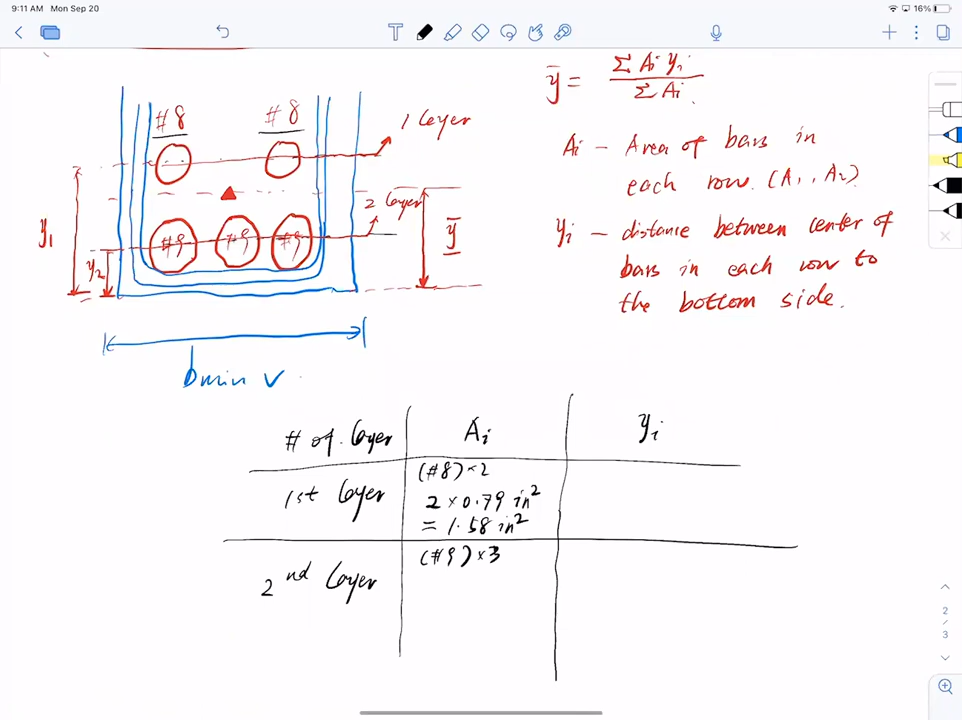 9:11 AM Mon Sep 20
16%
T
ȳ = Σ Ai yi / Σ Ai
#8 #8
1 layer
Ai – Area of bars in
each row. (A1, A2)
2 layer
y1
#9 #9 #9
y2
ȳ
yi – distance between center of
bars in each row to
the bottom side.
bmin √
# of layer Ai yi
1st layer
(#8)×2
2 × 0.79 in²
= 1.58 in²
2nd layer
(#9)×3
2
/
3